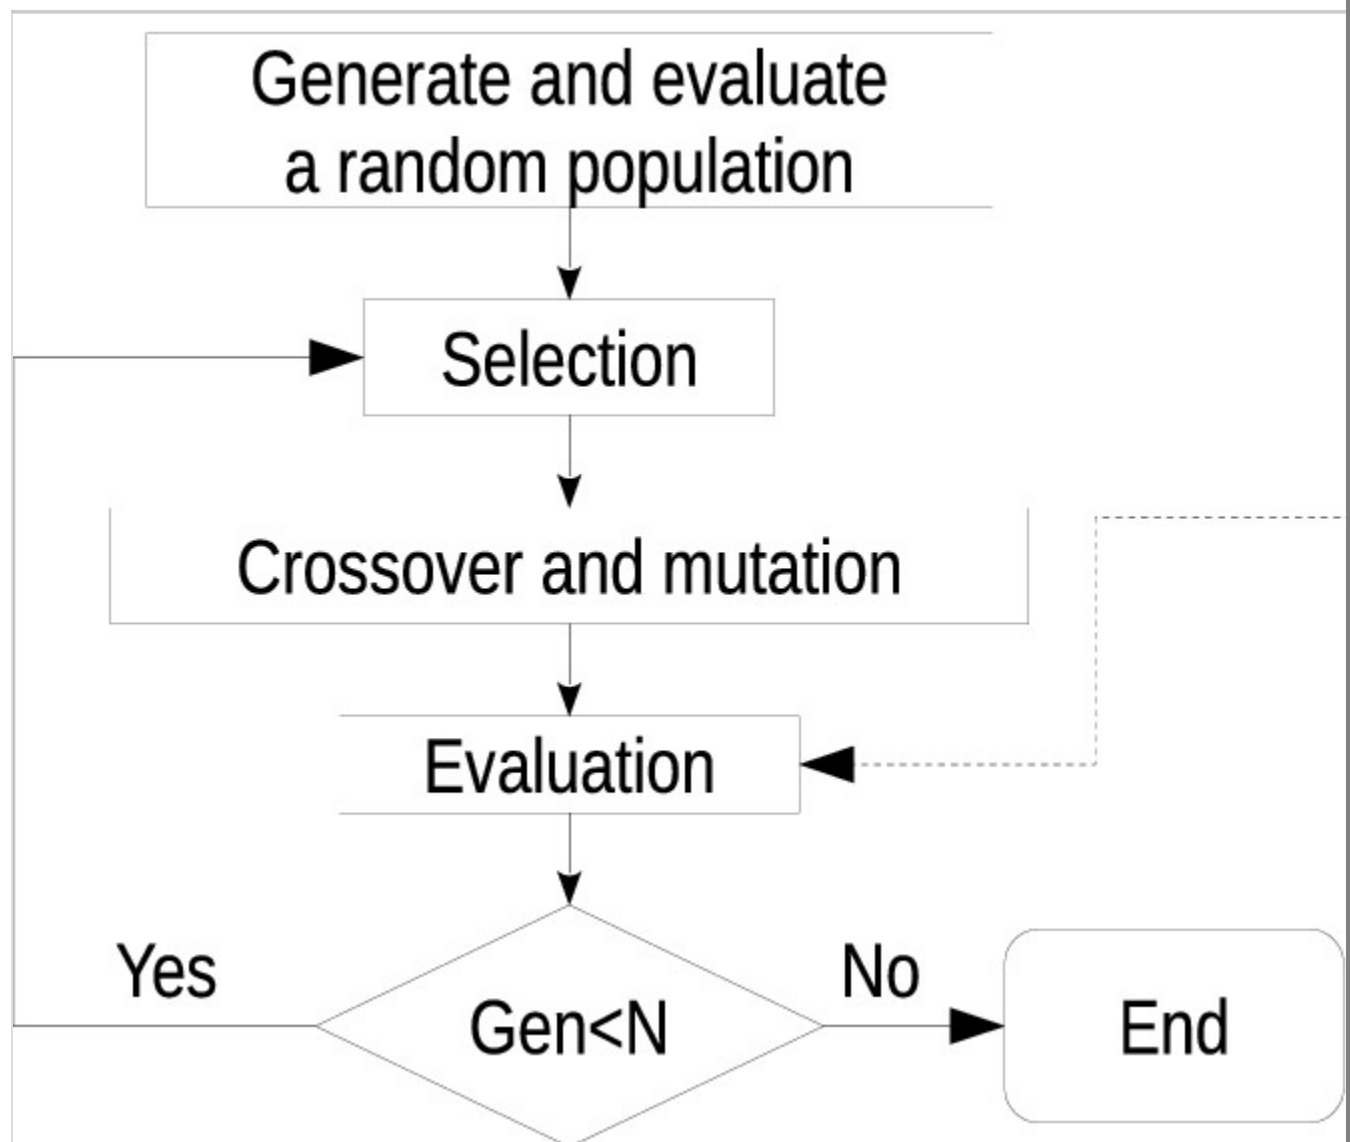 Generate and evaluate
a random population
Selection
Crossover and mutation
Evaluation
Yes
No
Gen<N
End